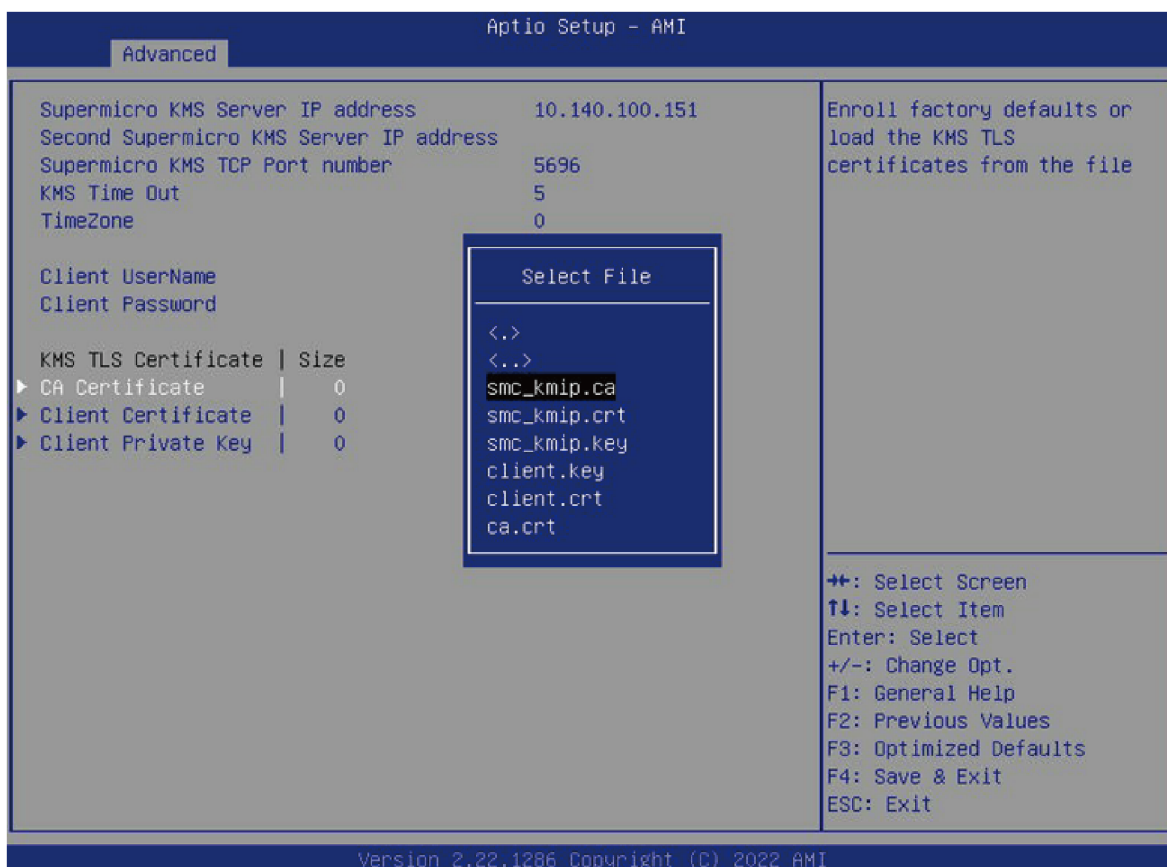 Aptio Setup - AMI
Advanced
Supermicro KMS Server IP address 10.140.100.151
Second Supermicro KMS Server IP address
Supermicro KMS TCP Port number 5696
KMS Time Out 5
TimeZone 0
Client UserName
Client Password
KMS TLS Certificate | Size
CA Certificate | 0
Client Certificate | 0
Client Private Key | 0
Select File
<.>
<..>
smc_kmip.ca
smc_kmip.crt
smc_kmip.key
client.key
client.crt
ca.crt
Enroll factory defaults or
load the KMS TLS
certificates from the file
→←: Select Screen
↑↓: Select Item
Enter: Select
+/-: Change Opt.
F1: General Help
F2: Previous Values
F3: Optimized Defaults
F4: Save & Exit
ESC: Exit
Version 2.22.1286 Copyright (C) 2022 AMI